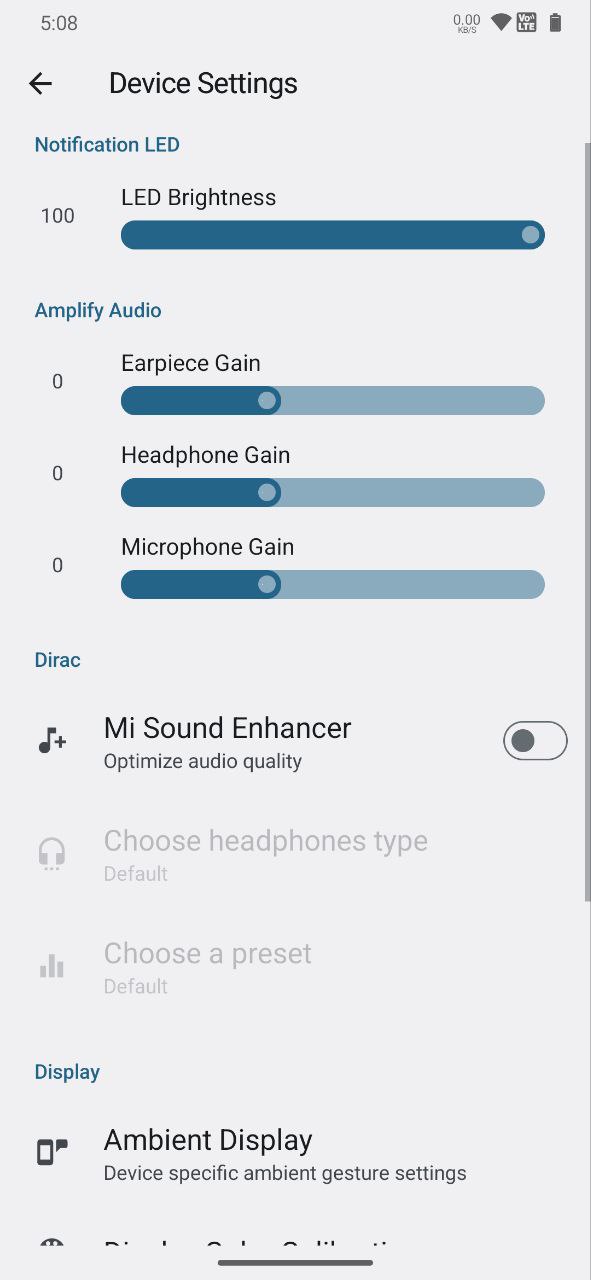 5:08
0.00
KB/S
Vo))
LTE
Device Settings
Notification LED
LED Brightness
100
Amplify Audio
Earpiece Gain
0
Headphone Gain
0
Microphone Gain
0
Dirac
Mi Sound Enhancer
Optimize audio quality
Choose headphones type
Default
Choose a preset
Default
Display
Ambient Display
Device specific ambient gesture settings